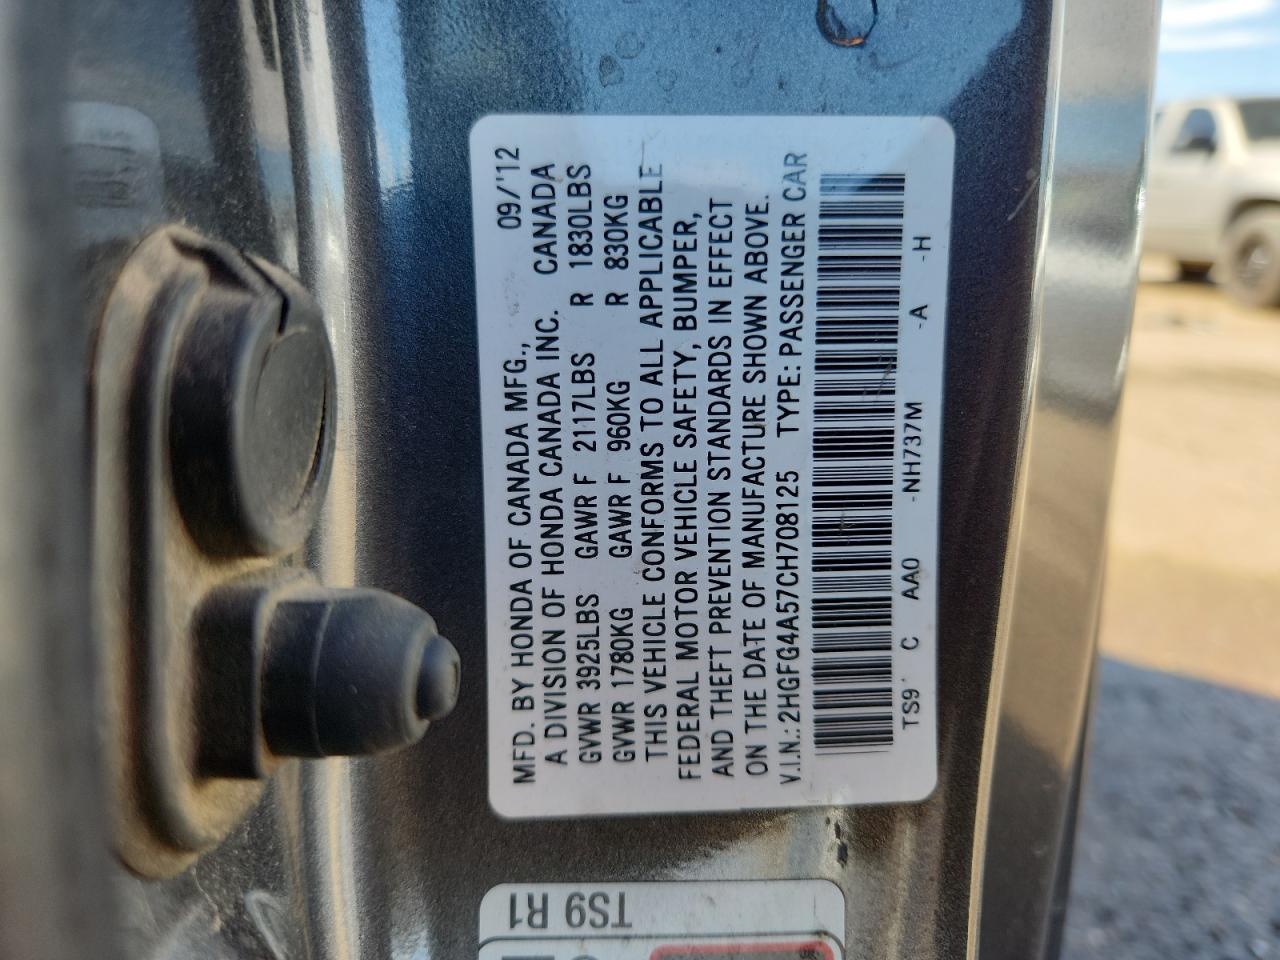 MFD. BY HONDA OF CANADA MFG., 09/'12
A DIVISION OF HONDA CANADA INC. CANADA
GVWR 3925LBS GAWR F 2117LBS R 1830LBS
GVWR 1780KG GAWR F 960KG R 830KG
THIS VEHICLE CONFORMS TO ALL APPLICABLE
FEDERAL MOTOR VEHICLE SAFETY, BUMPER,
AND THEFT PREVENTION STANDARDS IN EFFECT
ON THE DATE OF MANUFACTURE SHOWN ABOVE.
V.I.N.: 2HGFG4A57CH708125 TYPE: PASSENGER CAR
TS9' C AA0 -NH737M -A -H
TS9 R1